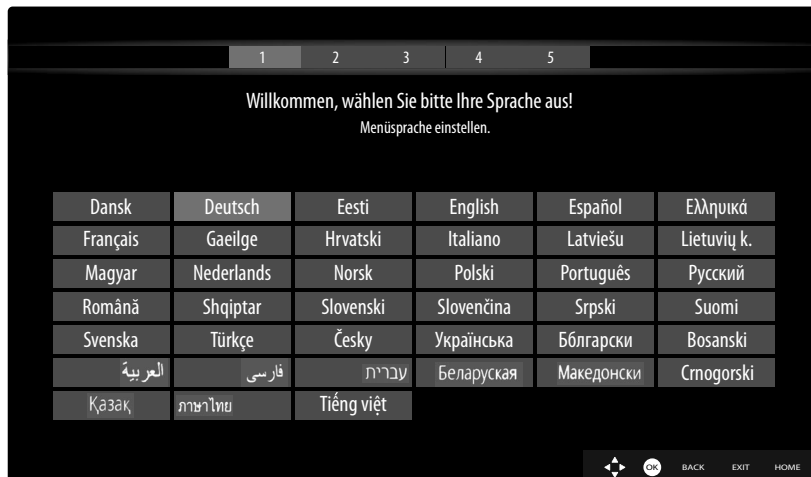 1 2 3 4 5
Willkommen, wählen Sie bitte Ihre Sprache aus!
Menüsprache einstellen.
Dansk Deutsch Eesti English Español Ελληυικά
Français Gaeilge Hrvatski Italiano Latviešu Lietuvių k.
Magyar Nederlands Norsk Polski Português Русский
Română Shqiptar Slovenski Slovenčina Srpski Suomi
Svenska Türkçe Česky Українська Бблгарски Bosanski
العربية فارسی עברית Беларуская Македонски Crnogorski
Қазақ ภาษาไทย Tiếng việt
OK BACK EXIT HOME